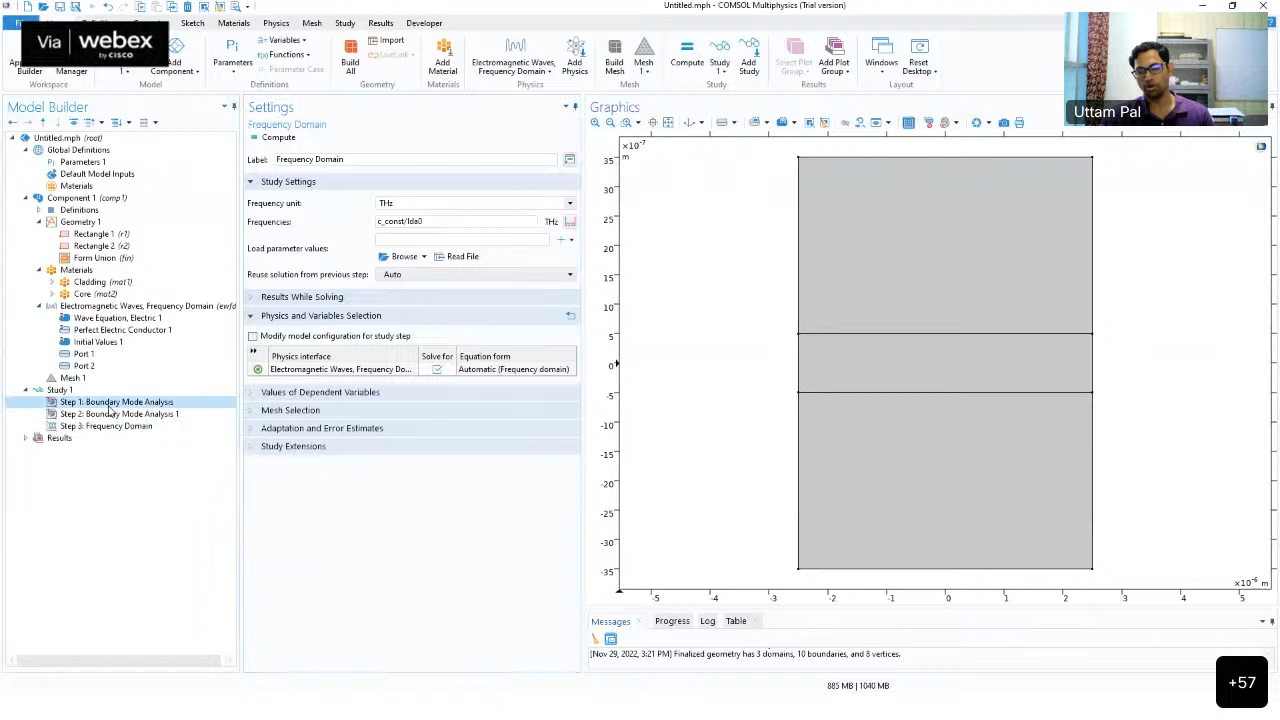 Untitled.mph - COMSOL Multiphysics (Trial version)
Sketch Materials Physics Mesh Study Results Developer
Via webex
by CISCO
Builder
Manager
Workspace
Add
Component
Model
Pi
Parameters
Variables
Functions
Parameter Case
Definitions
Build
All
Import
LiveLink
Geometry
Add
Material
Materials
Electromagnetic Waves,
Frequency Domain
Add
Physics
Physics
Build
Mesh
Mesh
1
Mesh
Compute
Study
1
Add
Study
Study
Select Plot
Group
Add Plot
Group
Results
Windows
Reset
Desktop
Layout
Uttam Pal
Model Builder
Untitled.mph (root)
Global Definitions
Parameters 1
Default Model Inputs
Materials
Component 1 (comp1)
Definitions
Geometry 1
Rectangle 1 (r1)
Rectangle 2 (r2)
Form Union (fin)
Materials
Cladding (mat1)
Core (mat2)
Electromagnetic Waves, Frequency Domain (ewfd
Wave Equation, Electric 1
Perfect Electric Conductor 1
Initial Values 1
Port 1
Port 2
Mesh 1
Study 1
Step 1: Boundary Mode Analysis
Step 2: Boundary Mode Analysis 1
Step 3: Frequency Domain
Results
Settings
Frequency Domain
Compute
Label: Frequency Domain
Study Settings
Frequency unit: THz
Frequencies: c_const/lda0 THz
Load parameter values:
Browse Read File
Reuse solution from previous step: Auto
Results While Solving
Physics and Variables Selection
Modify model configuration for study step
Physics interface Solve for Equation form
Electromagnetic Waves, Frequency Do... Automatic (Frequency domain)
Values of Dependent Variables
Mesh Selection
Adaptation and Error Estimates
Study Extensions
Graphics
×10⁻⁷
m
35
30
25
20
15
10
5
0
-5
-10
-15
-20
-25
-30
-35
×10⁻⁶ m
-5 -4 -3 -2 -1 0 1 2 3 4 5
Messages Progress Log Table
[Nov 29, 2022, 3:21 PM] Finalized geometry has 3 domains, 10 boundaries, and 8 vertices.
885 MB | 1040 MB
+57